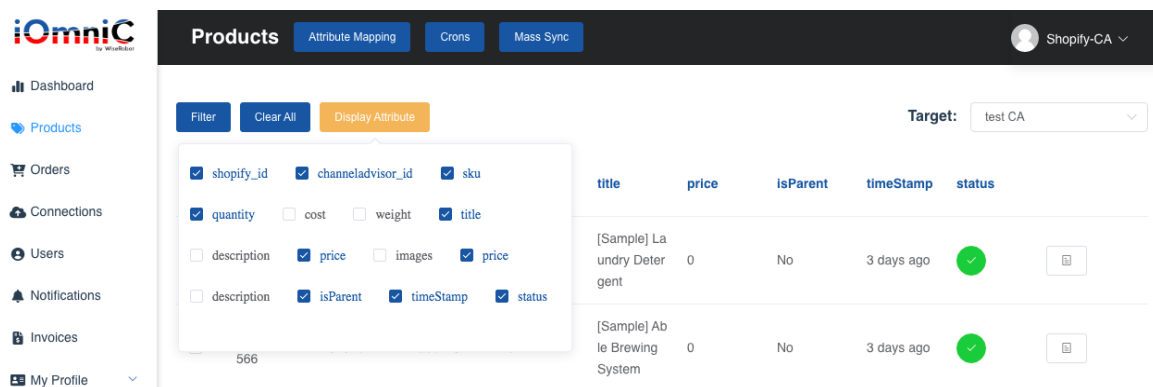 iOmniC
by WiseRobot
Products Attribute Mapping Crons Mass Sync Shopify-CA
Dashboard
Products
Orders
Connections
Users
Notifications
Invoices
My Profile
Filter Clear All Display Attribute Target: test CA
shopify_id channeladvisor_id sku
quantity cost weight title
description price images price
description isParent timeStamp status
title price isParent timeStamp status
[Sample] La
undry Deter 0 No 3 days ago
gent
[Sample] Ab
le Brewing 0 No 3 days ago
566
System